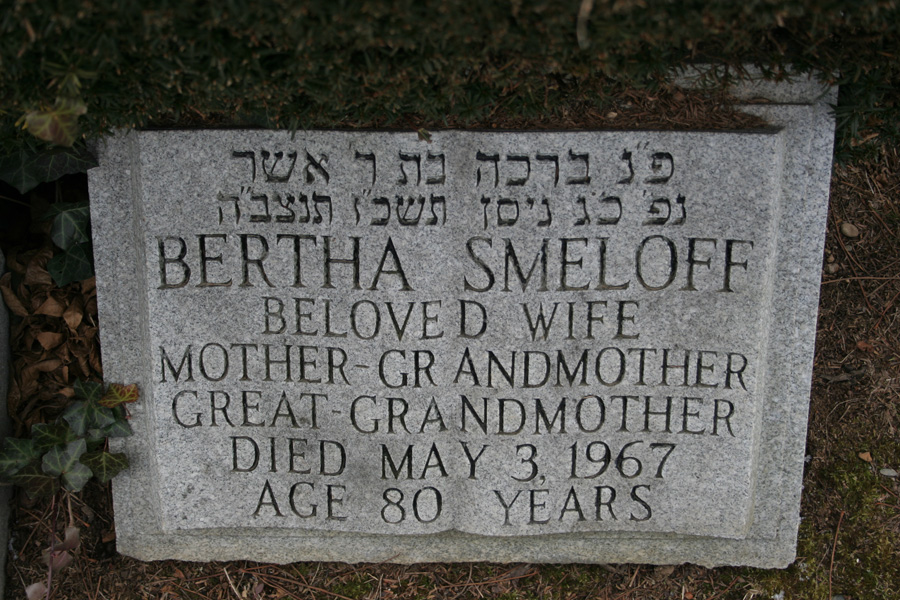 פ״נ ברכה בת ר׳ אשר
נפ׳ כ״ג ניסן תשכ״ז תנצב״ה
BERTHA SMELOFF
BELOVED WIFE
MOTHER-GRANDMOTHER
GREAT-GRANDMOTHER
DIED MAY 3, 1967
AGE 80 YEARS